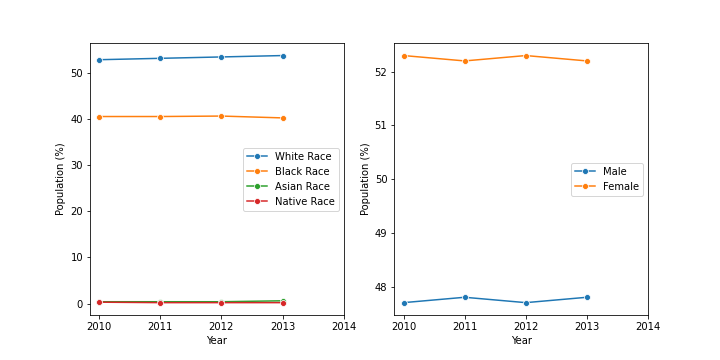 Population (%)
50
40
30
20
10
0
White Race
Black Race
Asian Race
Native Race
2010 2011 2012 2013 2014
Year
Population (%)
52
51
50
49
48
Male
Female
2010 2011 2012 2013 2014
Year